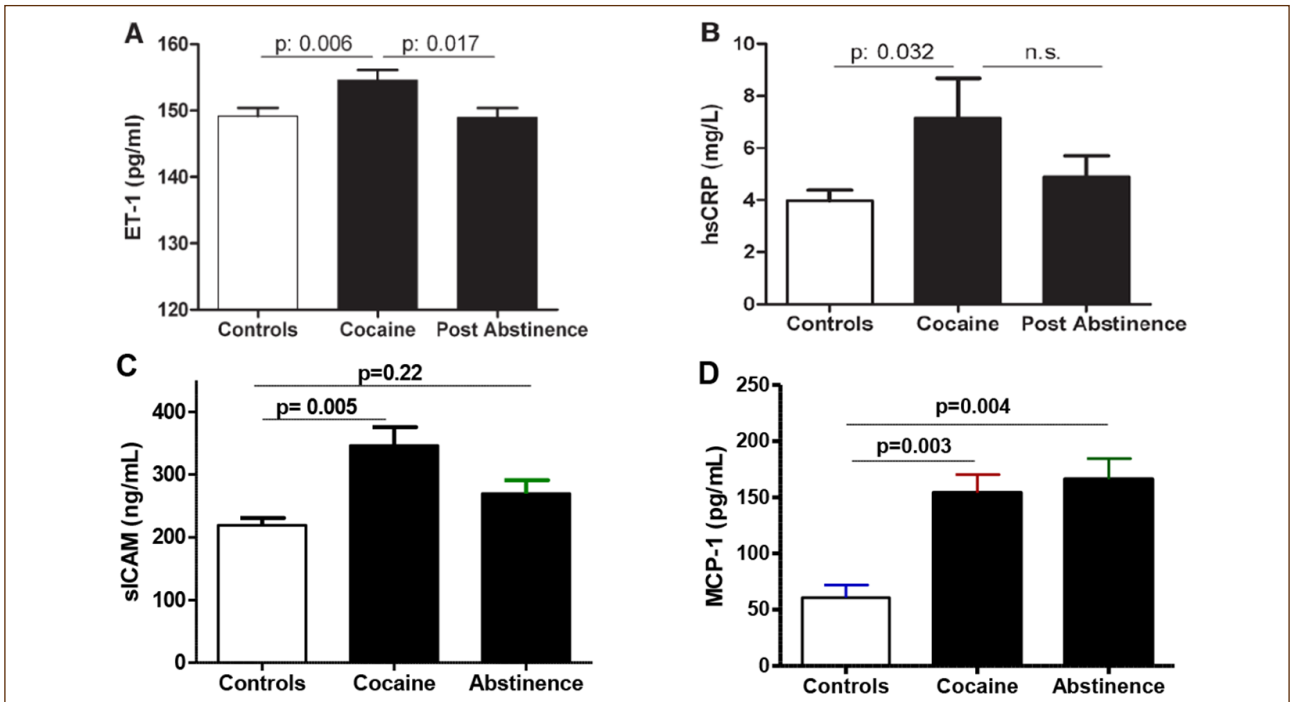 A
160
p: 0.006
p: 0.017
150
140
130
120
ET-1 (pg/ml)
Controls
Cocaine
Post Abstinence
B
10
p: 0.032
n.s.
8
6
4
2
0
hsCRP (mg/L)
Controls
Cocaine
Post Abstinence
C
p=0.22
p= 0.005
400
300
200
100
0
sICAM (ng/mL)
Controls
Cocaine
Abstinence
D
250
p=0.004
200
p=0.003
150
100
50
0
MCP-1 (pg/mL)
Controls
Cocaine
Abstinence